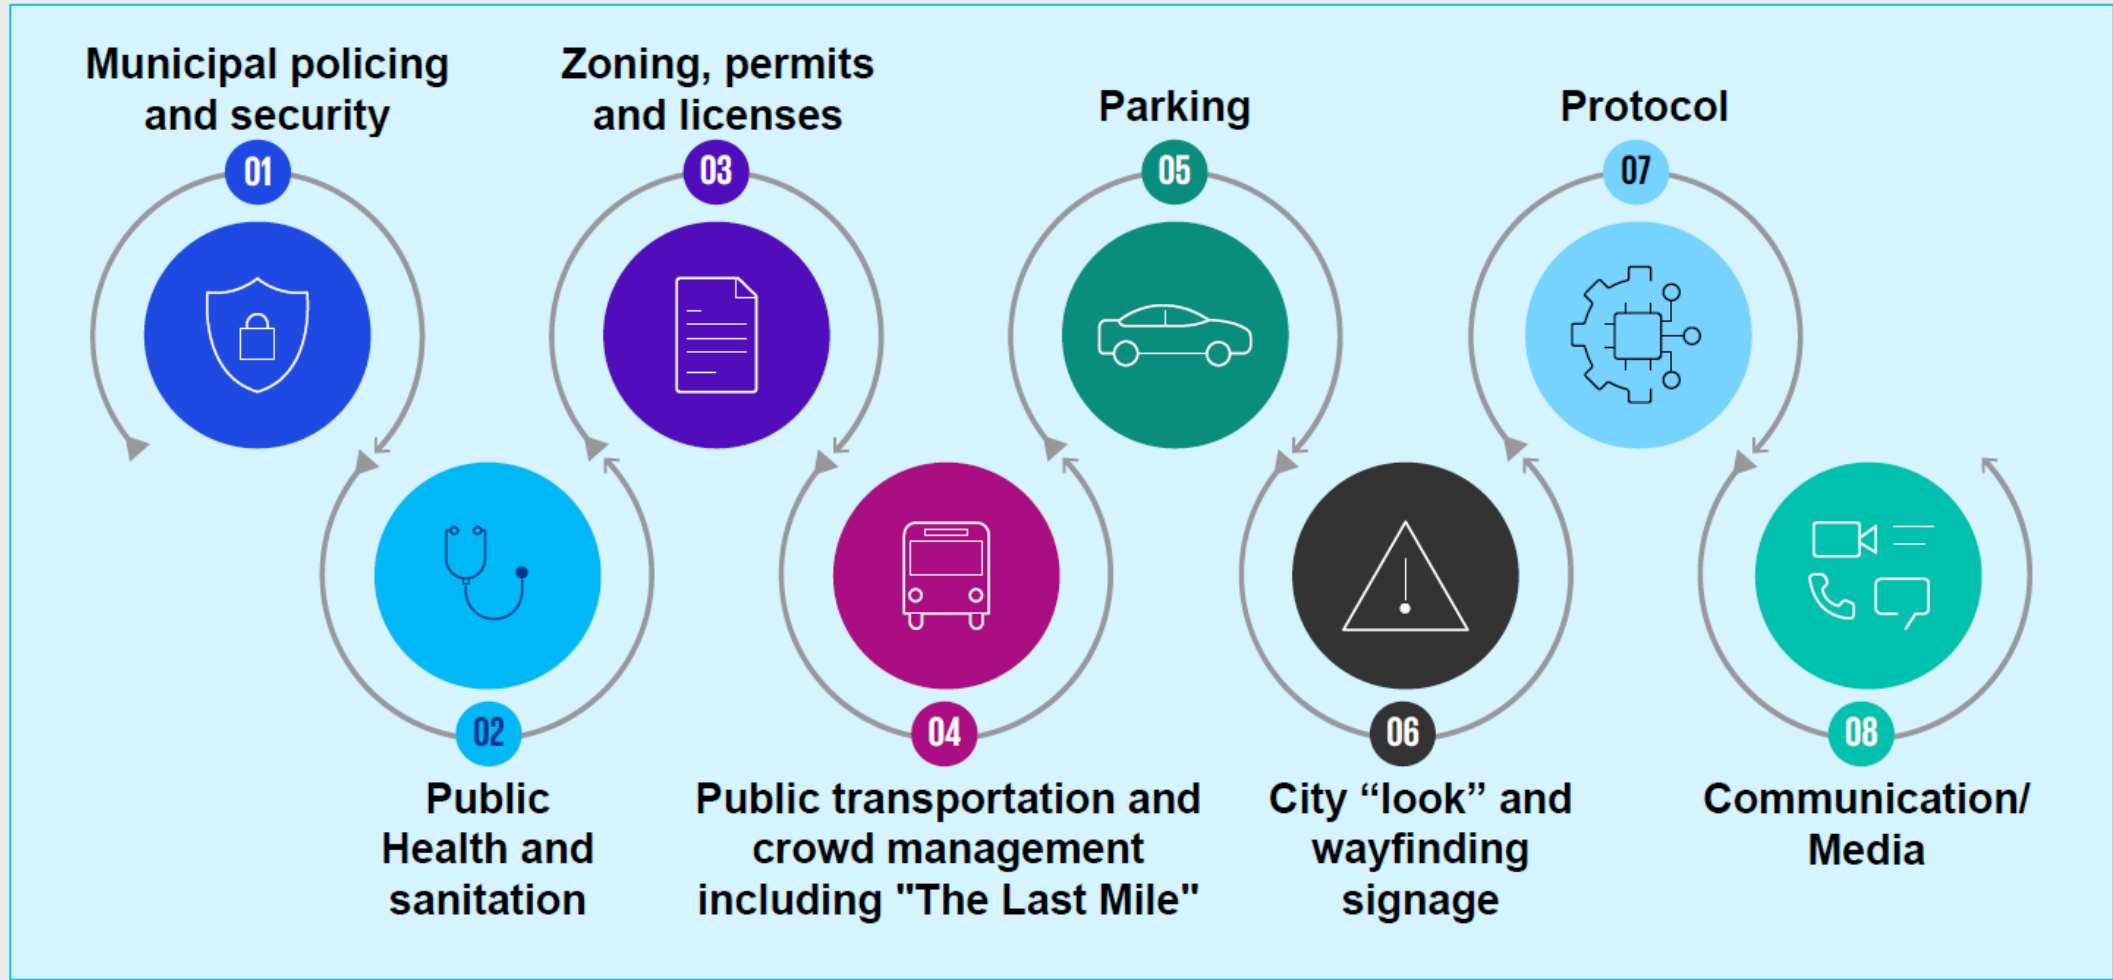 Municipal policing
and security
01
02
Public
Health and
sanitation
Zoning, permits
and licenses
03
04
Public transportation and
crowd management
including "The Last Mile"
Parking
05
06
City “look” and
wayfinding
signage
Protocol
07
08
Communication/
Media